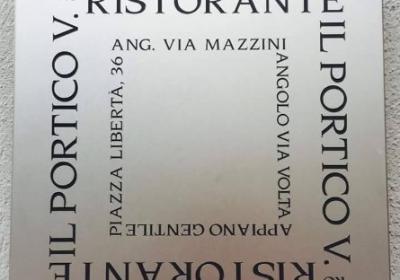 RISTORANTE
IL PORTICO V.
RISTORANTE
IL PORTICO V.
ANG. VIA MAZZINI
ANGOLO VIA VOLTA
APPIANO GENTILE
PIAZZA LIBERTÀ, 36